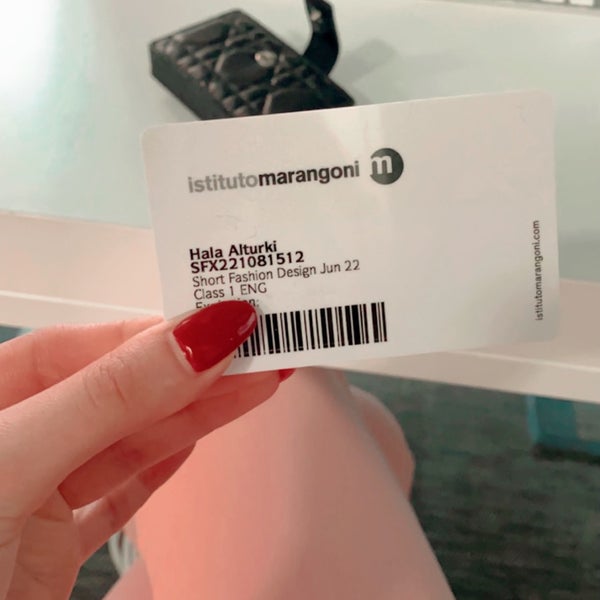 istitutomarangoni m
Hala Alturki
SFX221081512
Short Fashion Design Jun 22
Class 1 ENG
istitutomarangoni.com